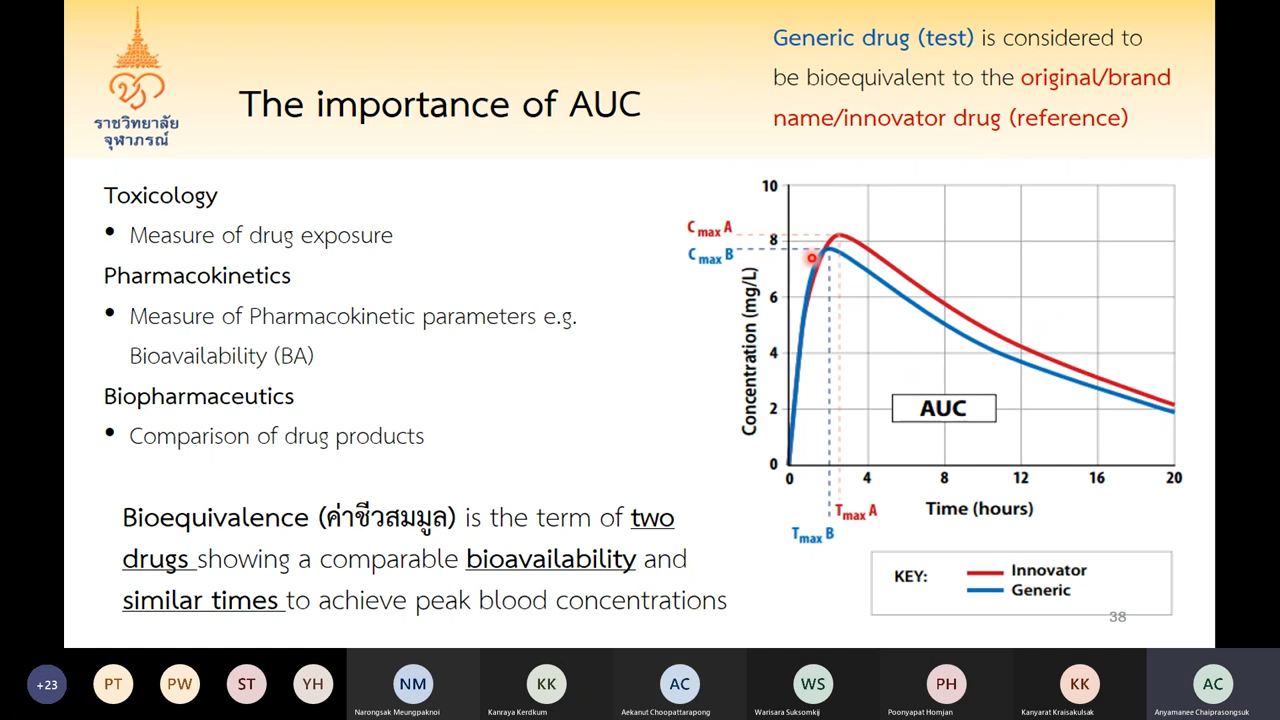 ราชวิทยาลัย
จุฬาภรณ์
The importance of AUC
Generic drug (test) is considered to
be bioequivalent to the original/brand
name/innovator drug (reference)
Toxicology
• Measure of drug exposure
Pharmacokinetics
• Measure of Pharmacokinetic parameters e.g.
Bioavailability (BA)
Biopharmaceutics
• Comparison of drug products
Bioequivalence (ค่าชีวสมมูล) is the term of two
drugs showing a comparable bioavailability and
similar times to achieve peak blood concentrations
C max A
C max B
Concentration (mg/L)
10
8
6
4
2
0
AUC
0 4 8 12 16 20
T max A
Time (hours)
T max B
KEY:
Innovator
Generic
38
+23
PT
PW
ST
YH
NM
KK
AC
WS
PH
KK
AC
Narongsak Meungpaknoi
Kanraya Kerdkum
Aekanut Choopattarapong
Warisara Suksomkij
Poonyapat Homjan
Kanyarat Kraisakulsak
Anyamanee Chaiprasongsuk